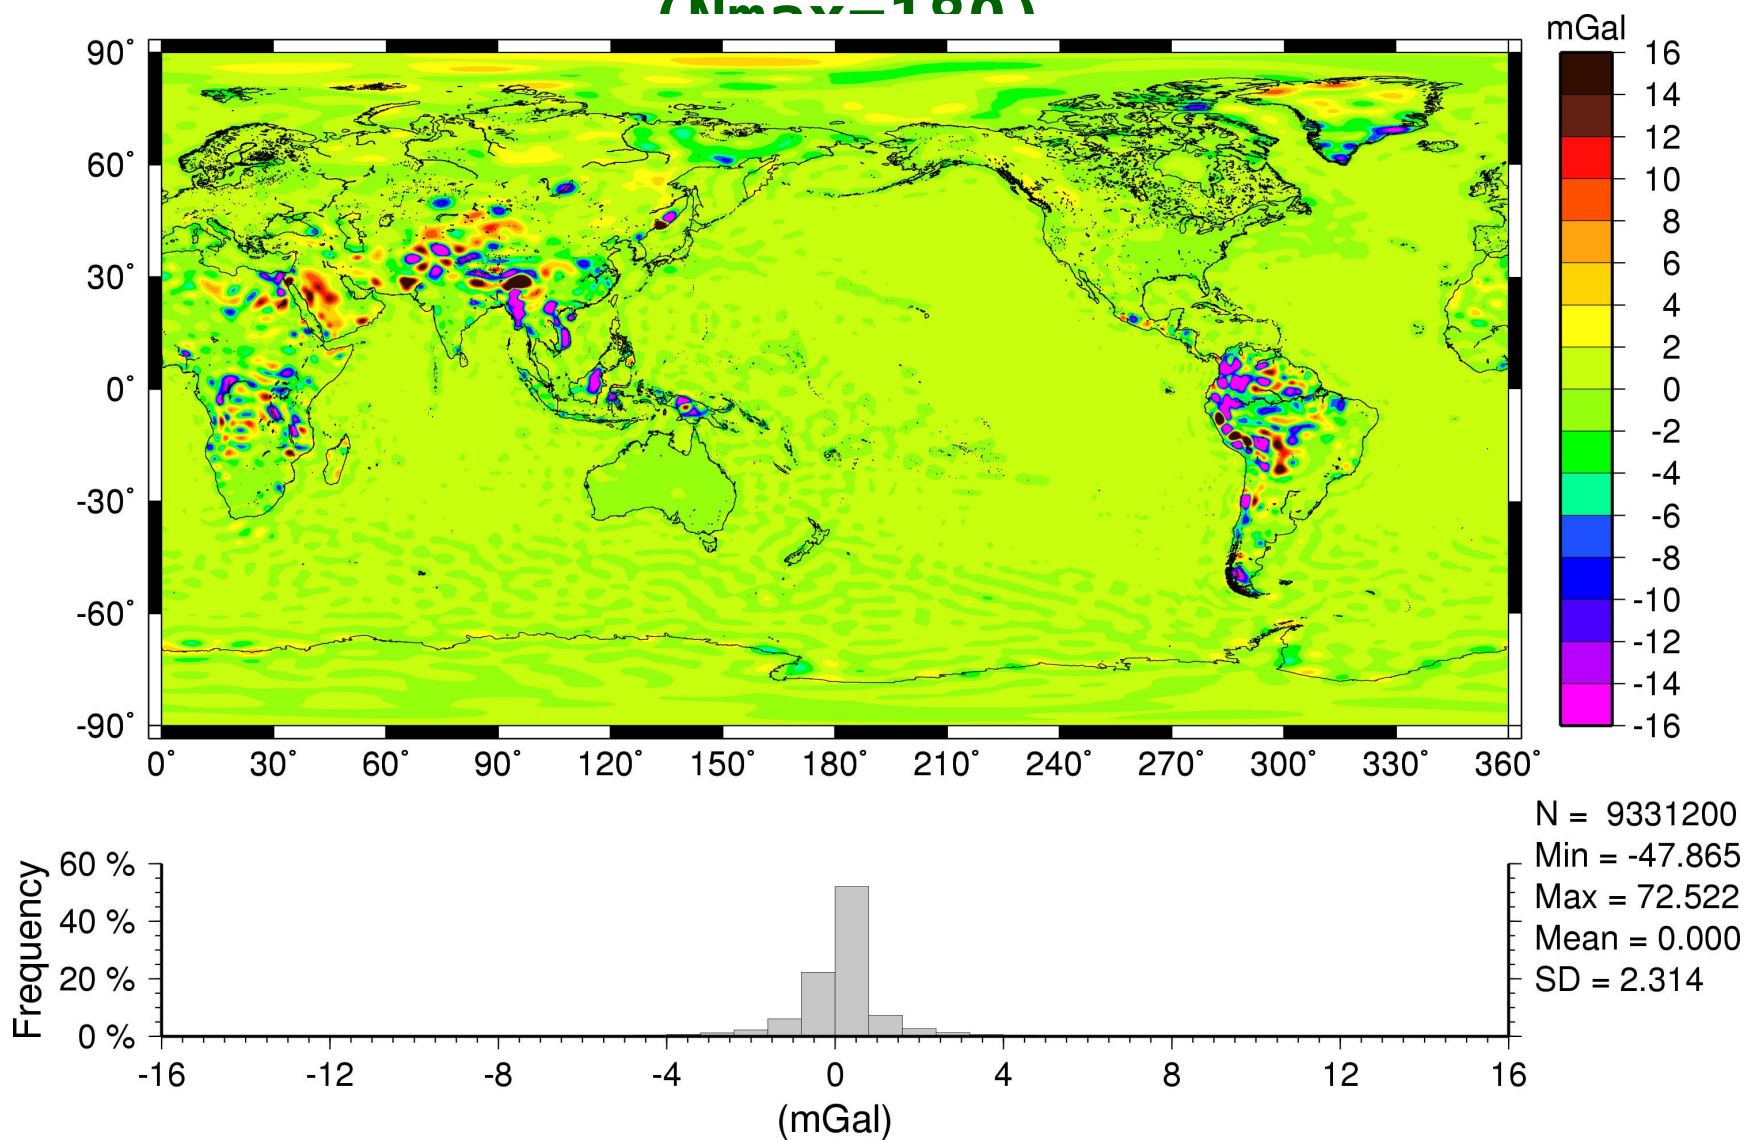 (Nmax=180)
mGal
90°
60°
30°
0°
-30°
-60°
-90°
0° 30° 60° 90° 120° 150° 180° 210° 240° 270° 300° 330° 360°
16
14
12
10
8
6
4
2
0
-2
-4
-6
-8
-10
-12
-14
-16
N = 9331200
Min = -47.865
Max = 72.522
Mean = 0.000
SD = 2.314
Frequency
60 %
40 %
20 %
0 %
-16 -12 -8 -4 0 4 8 12 16
(mGal)